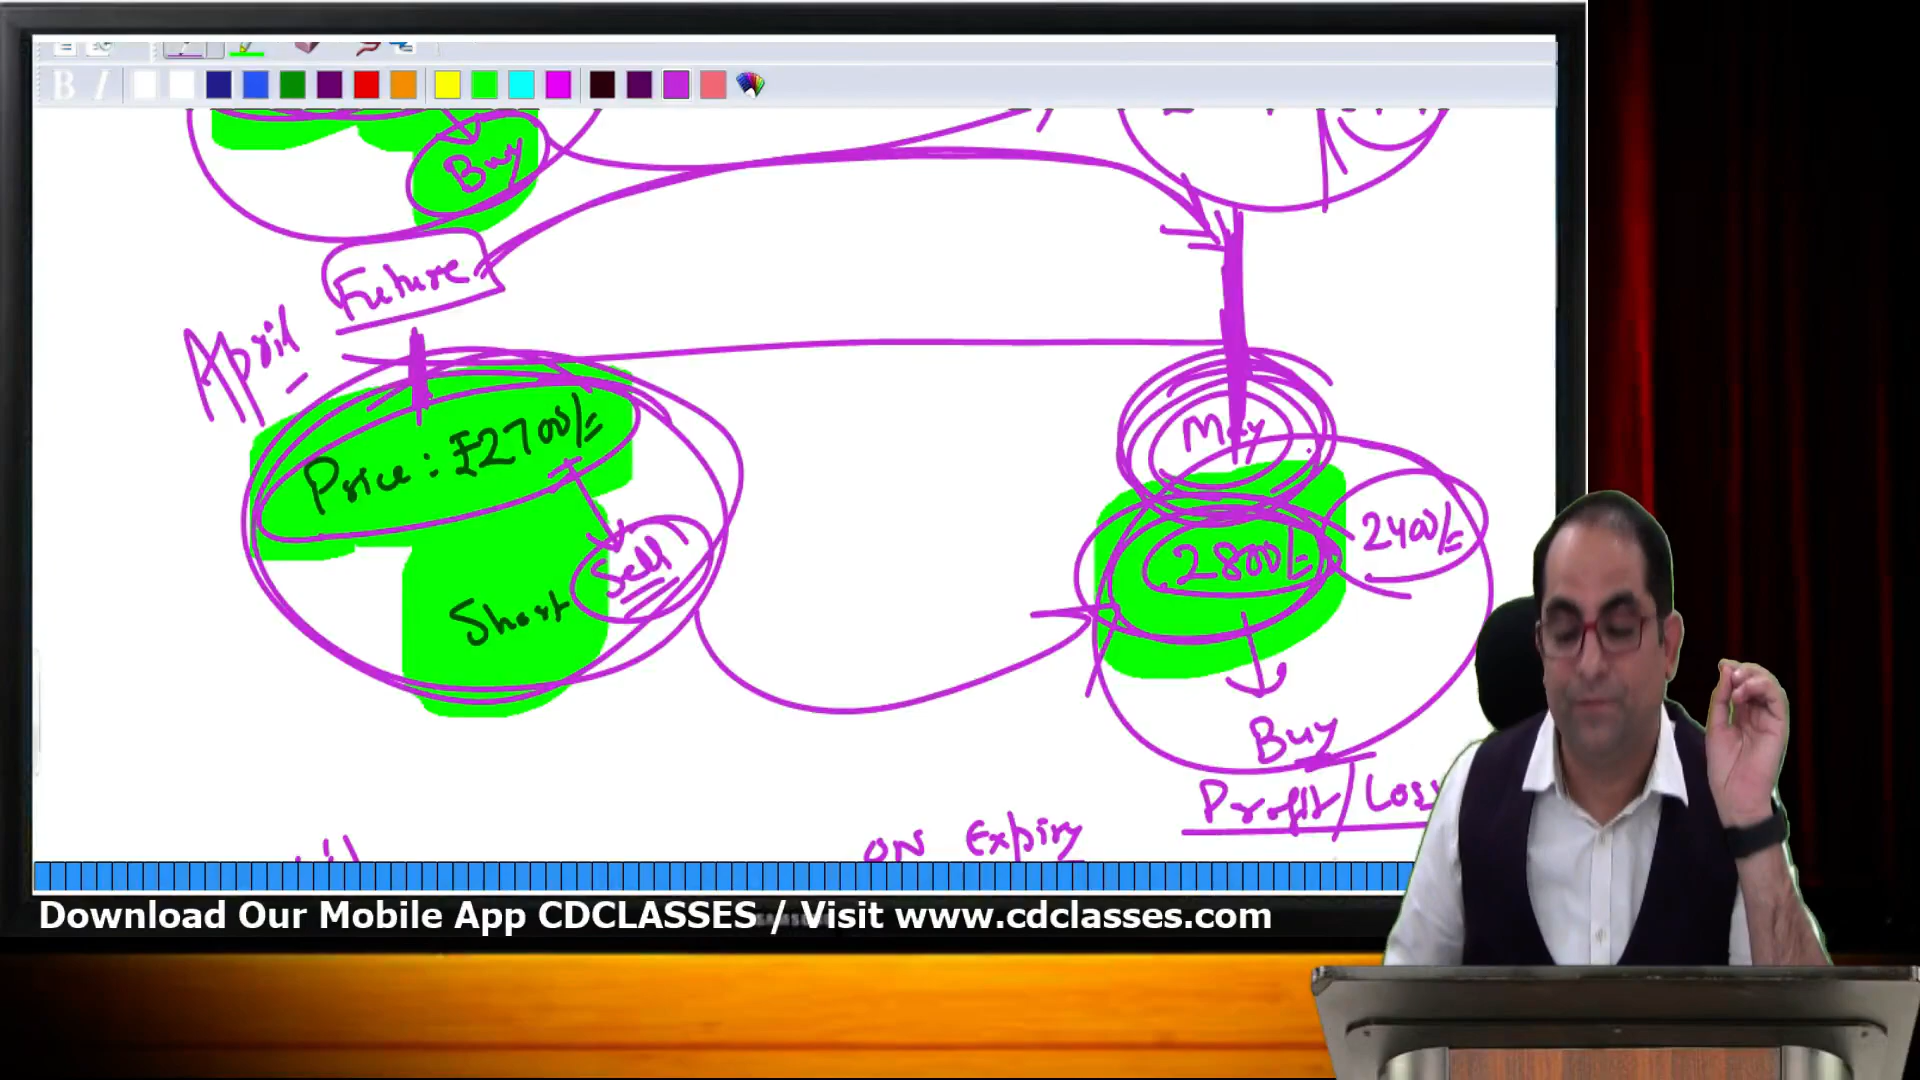 B I
Buy
Future
April
Price: ₹2700/-
May
2800/-
2400/-
Sell
Short
Buy
Profit/Loss
ON Expiry
Download Our Mobile App CDCLASSES / Visit www.cdclasses.com